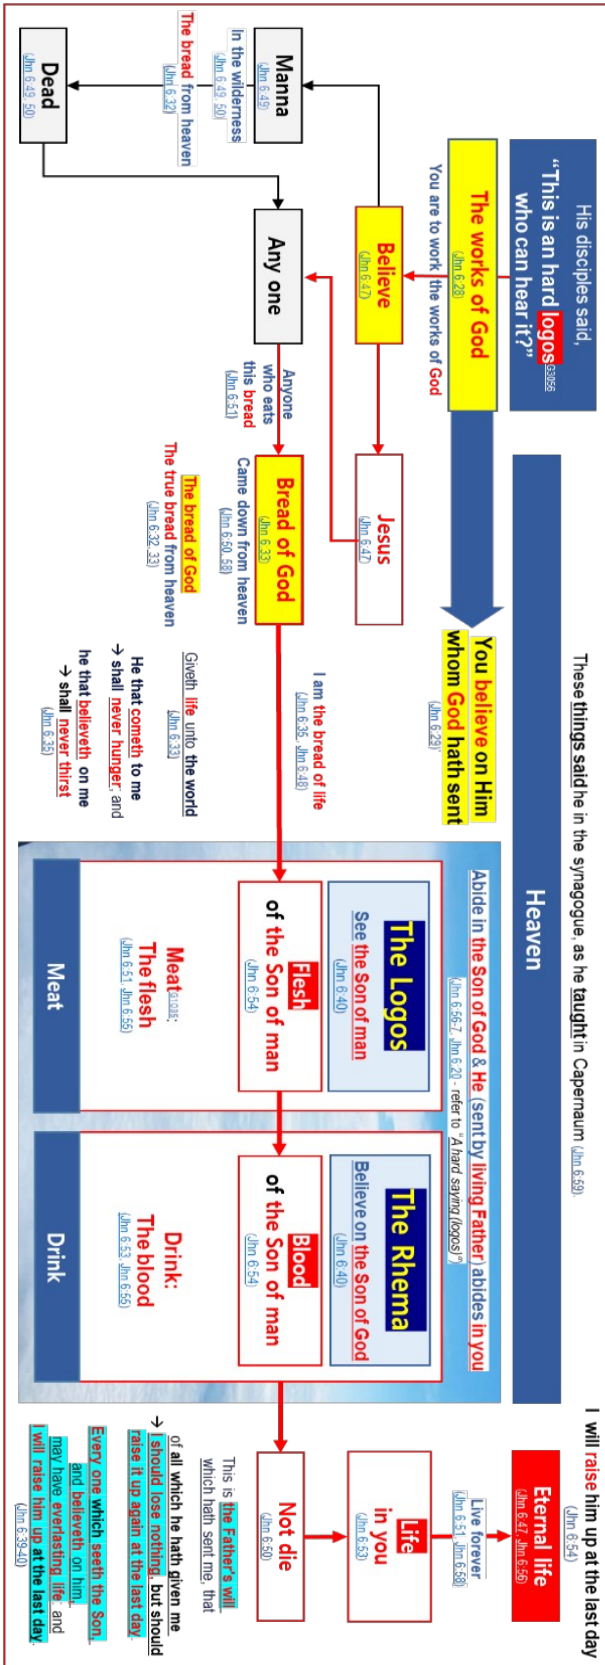 These things said he in the synagogue, as he taught in Capernaum (Jhn 6:59).
I will raise him up at the last day
(Jhn 6:54)
His disciples said,
“This is an hard logosG3056
who can hear it?”
Heaven
Eternal life
(Jhn 6:47, Jhn 6:56)
The works of God
(Jhn 6:28)
You believe on Him
whom God hath sent
(Jhn 6:29)
You are to work the works of God
Abide in the Son of God & He (sent by living Father) abides in you
(Jhn 6:56-7, Jhn 6:20 - refer to “A hard saying (logos)”)
Live forever
(Jhn 6:51, Jhn 6:58)
Believe
(Jhn 6:47)
Jesus
(Jhn 6:47)
The Logos
(Jhn 6:40)
See the Son of man
The Rhema
(Jhn 6:40)
Believe on the Son of God
Life
in you
(Jhn 6:53)
Manna
(Jhn 6:49)
Any one
Anyone
who eats
this bread
(Jhn 6:51)
Bread of God
(Jhn 6:33)
Came down from heaven
(Jhn 6:50, 58)
I am the bread of life
(Jhn 6:35, Jhn 6:48)
Flesh
of the Son of man
(Jhn 6:54)
Blood
of the Son of man
(Jhn 6:54)
Not die
(Jhn 6:50)
In the wilderness
(Jhn 6:49, 50)
The bread from heaven
(Jhn 6:32)
The bread of God
The true bread from heaven
(Jhn 6:32, 33)
Giveth life unto the world
(Jhn 6:33)
He that cometh to me
→ shall never hunger; and
he that believeth on me
→ shall never thirst
(Jhn 6:35)
Meat:
The flesh
(Jhn 6:51, Jhn 6:55)
Drink:
The blood
(Jhn 6:53, Jhn 6:55)
This is the Father’s will
which hath sent me, that
of all which he hath given me
→ I should lose nothing, but should
raise it up again at the last day.
Every one which seeth the Son,
and believeth on him,
may have everlasting life: and
I will raise him up at the last day.
(Jhn 6:39-40)
Dead
(Jhn 6:49, 50)
Meat
Drink